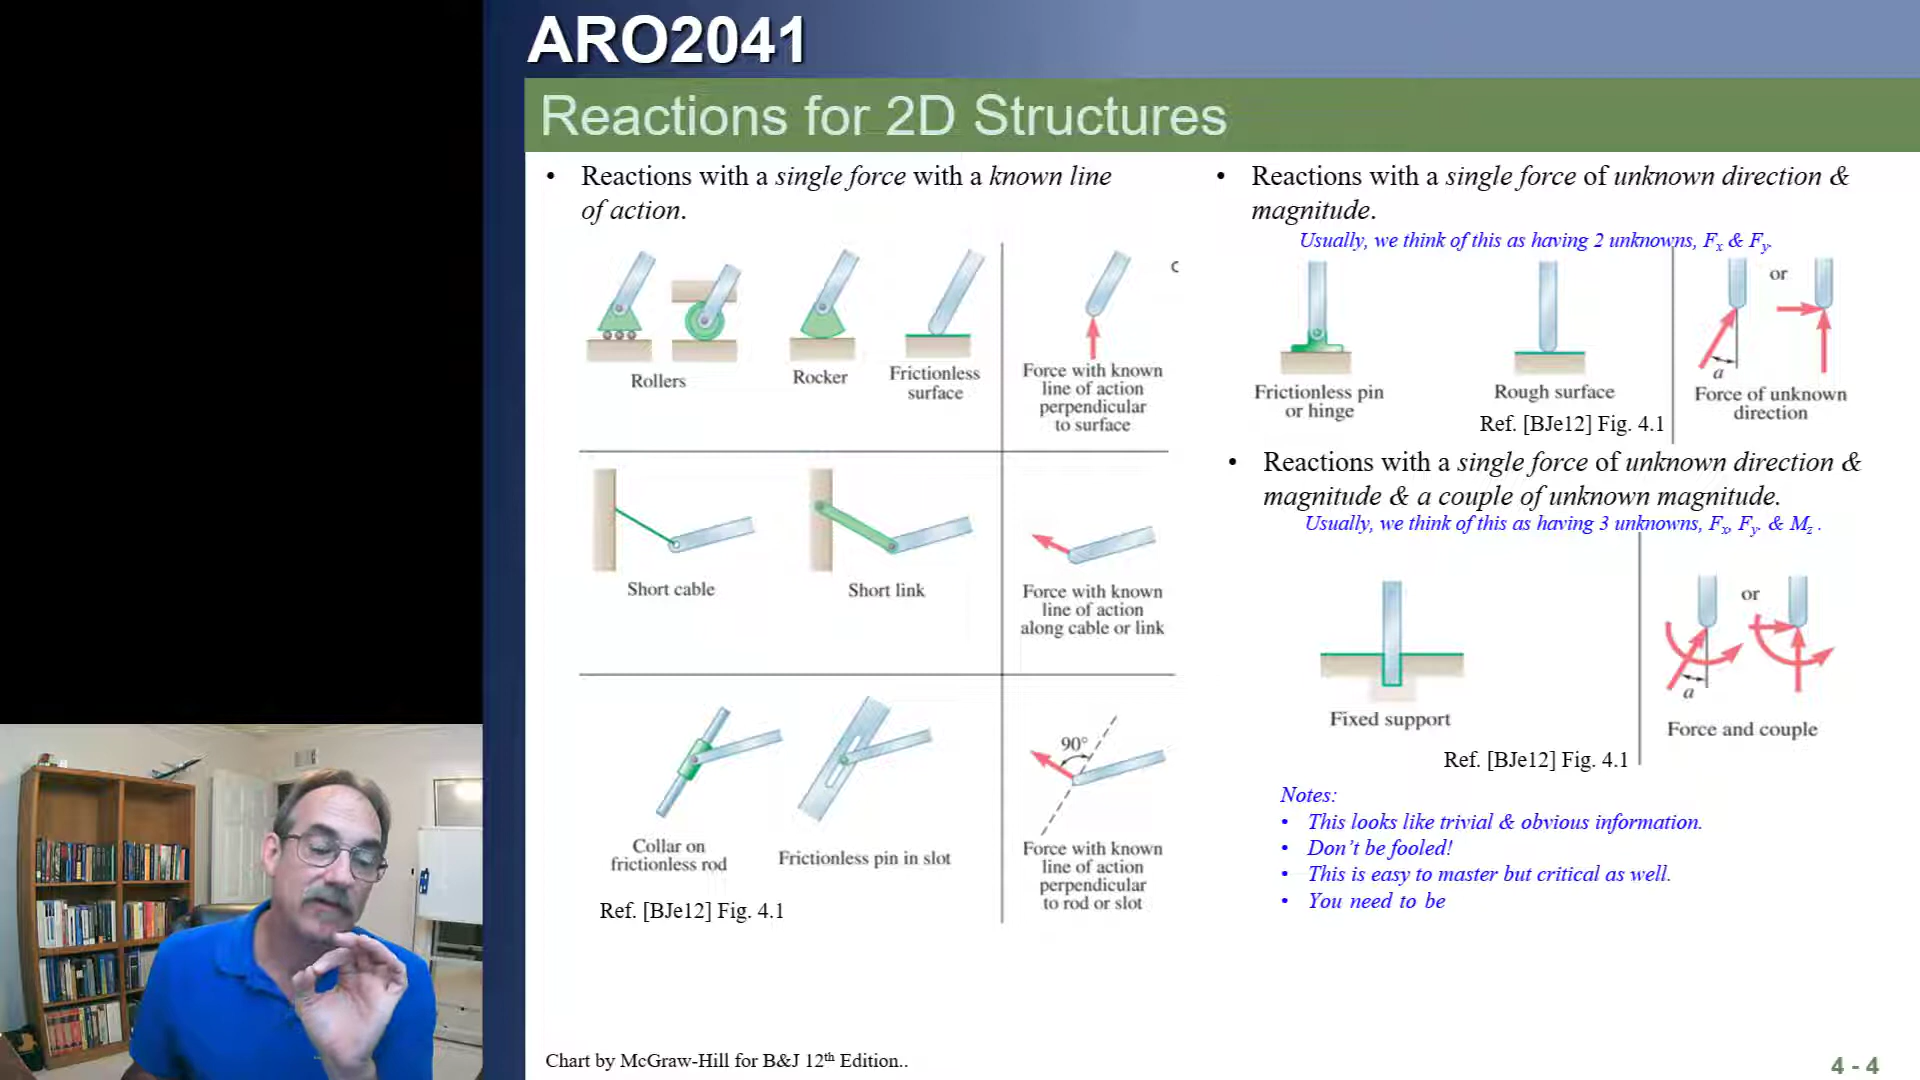 ARO2041
Reactions for 2D Structures
• Reactions with a single force with a known line
of action.
Rollers
Rocker
Frictionless
surface
Force with known
line of action
perpendicular
to surface
C
Short cable
Short link
Force with known
line of action
along cable or link
Collar on
frictionless rod
Frictionless pin in slot
90°
Force with known
line of action
perpendicular
to rod or slot
Ref. [BJe12] Fig. 4.1
• Reactions with a single force of unknown direction &
magnitude.
Usually, we think of this as having 2 unknowns, Fx & Fy.
Frictionless pin
or hinge
Rough surface
or
a
Force of unknown
direction
Ref. [BJe12] Fig. 4.1
• Reactions with a single force of unknown direction &
magnitude & a couple of unknown magnitude.
Usually, we think of this as having 3 unknowns, Fx, Fy. & Mz .
Fixed support
or
a
Force and couple
Ref. [BJe12] Fig. 4.1
Notes:
• This looks like trivial & obvious information.
• Don't be fooled!
• This is easy to master but critical as well.
• You need to be
Chart by McGraw-Hill for B&J 12th Edition..
4 - 4